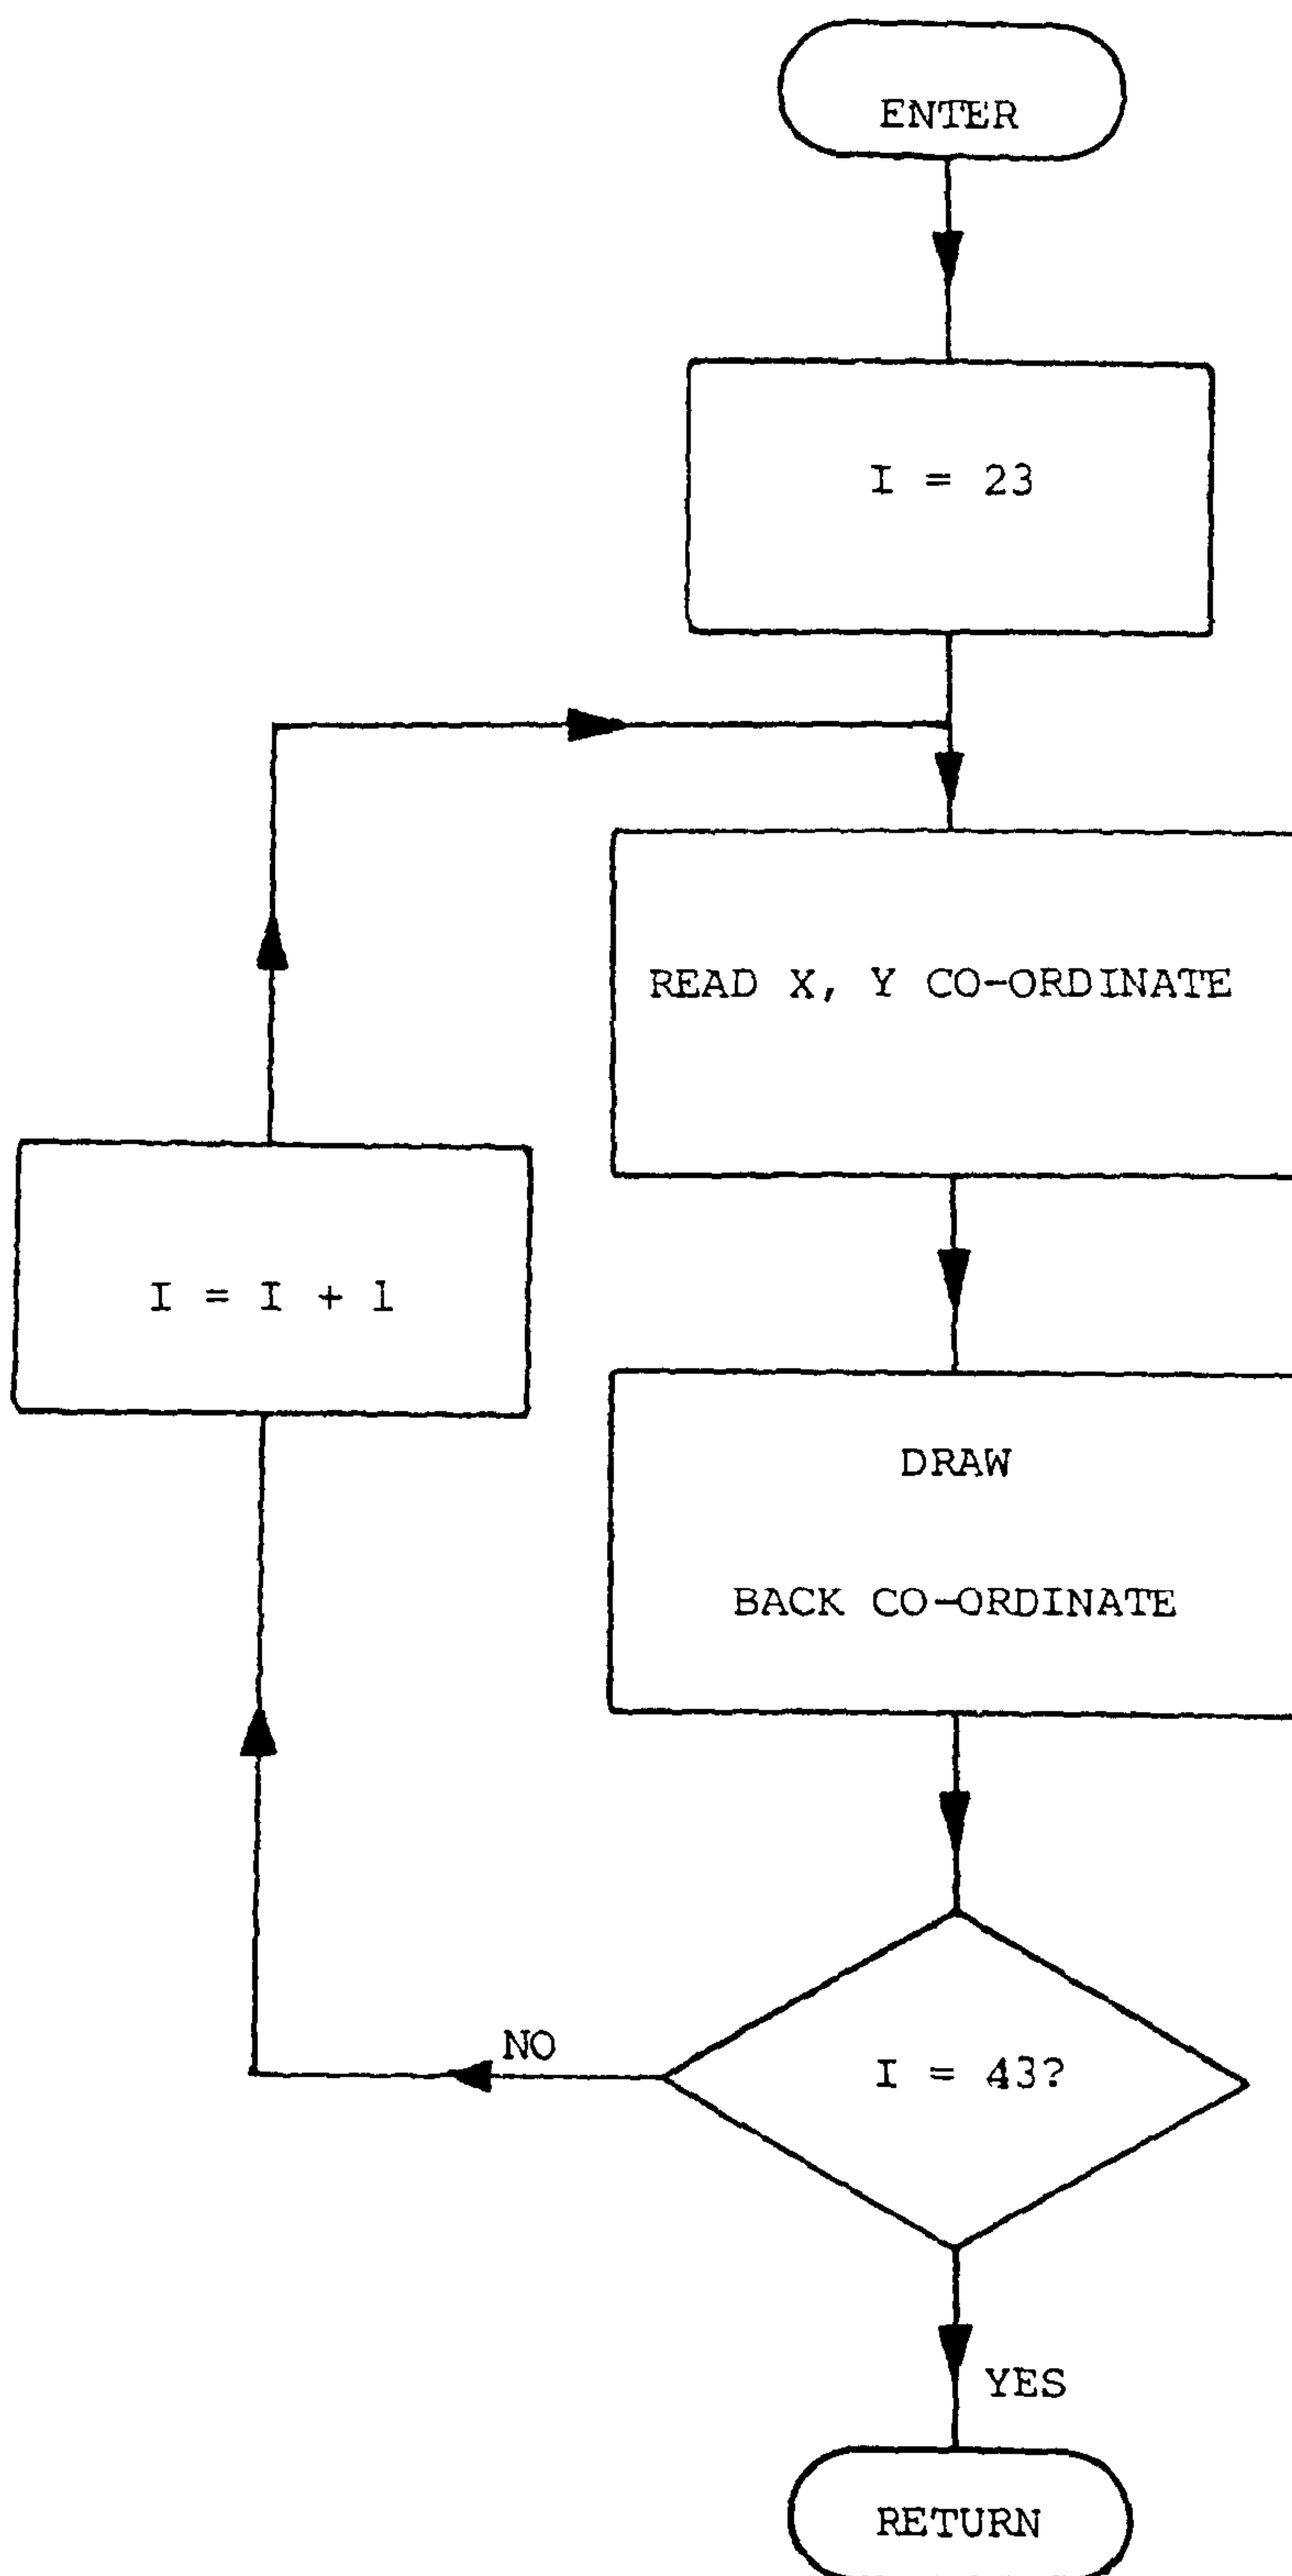 ENTER
I = 23
READ X, Y CO-ORDINATE
I = I + 1
DRAW
BACK CO-ORDINATE
NO
I = 43?
YES
RETURN